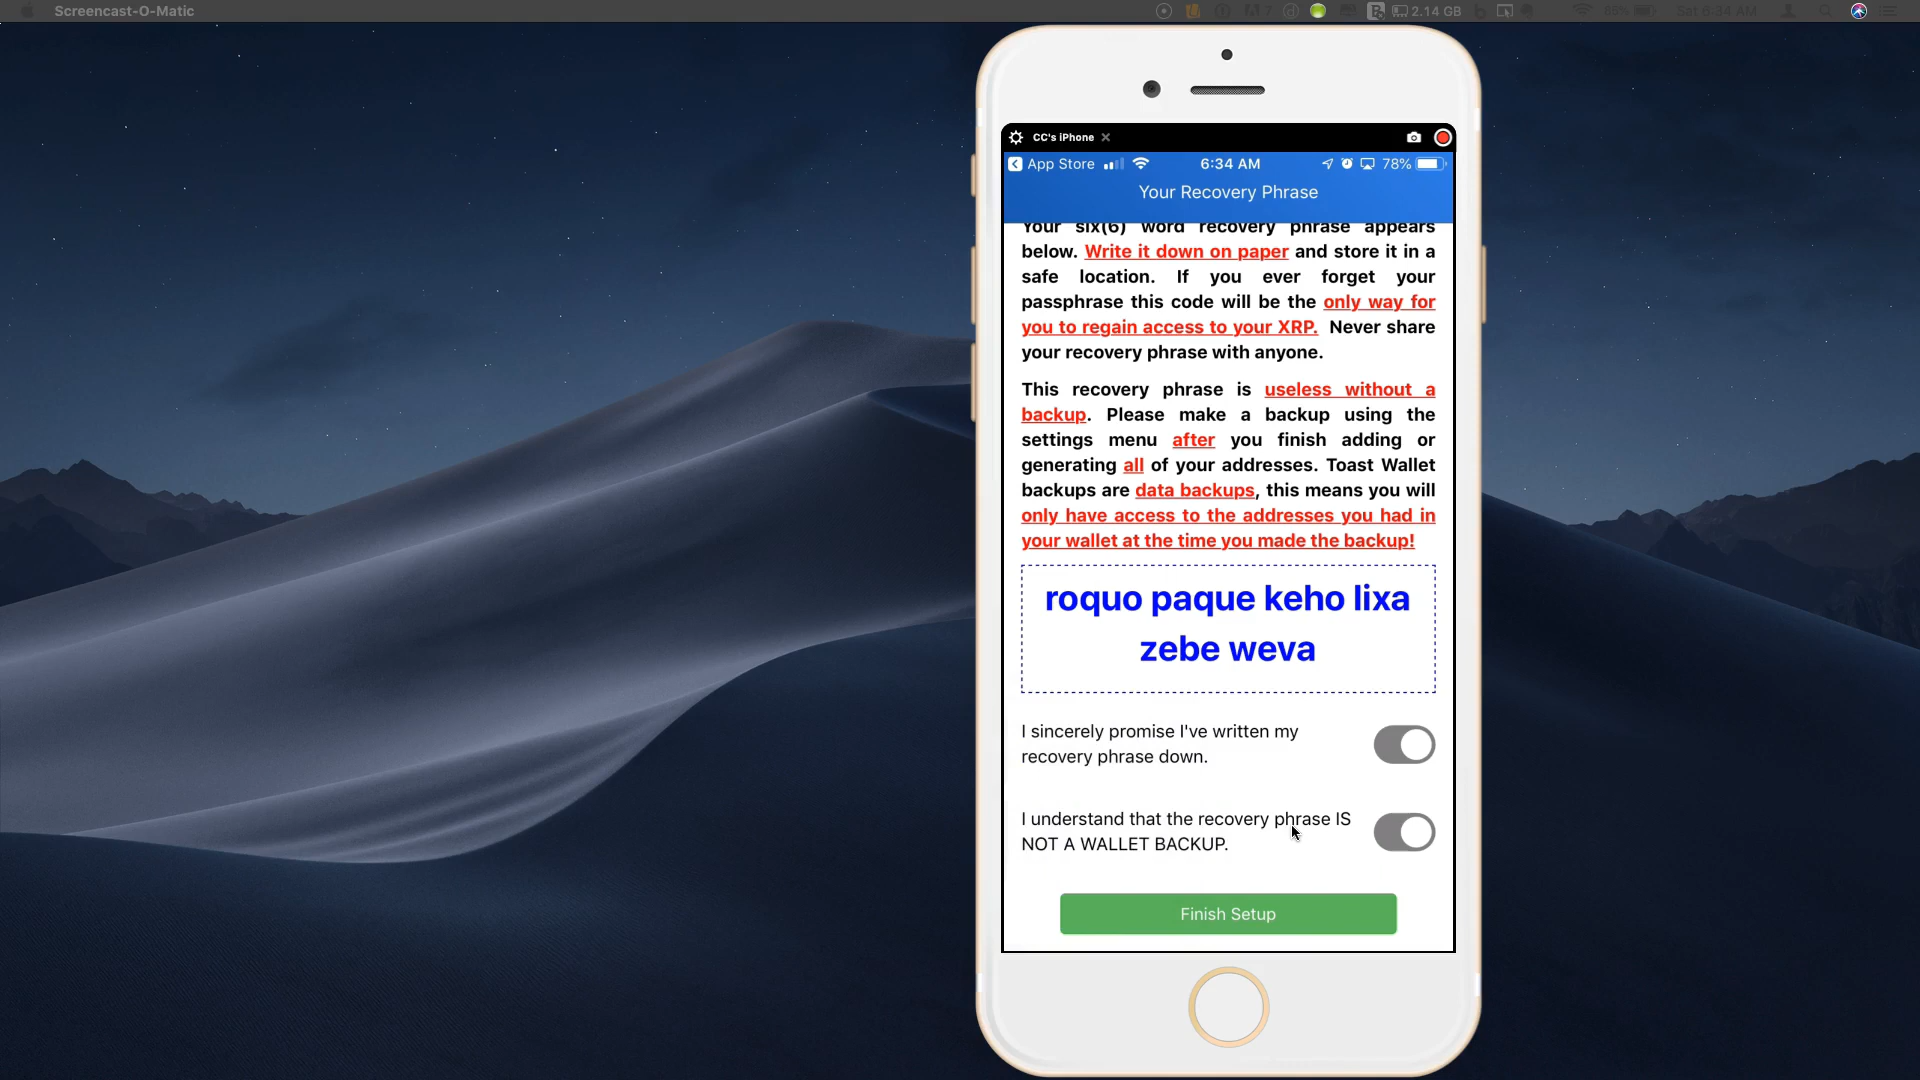 Screencast-O-Matic
7
2.14 GB
88%
Sat 6:34 AM
CC's iPhone
App Store
6:34 AM
78%
Your Recovery Phrase
Your six(6) word recovery phrase appears
below. Write it down on paper and store it in a
safe location. If you ever forget your
passphrase this code will be the only way for
you to regain access to your XRP. Never share
your recovery phrase with anyone.
This recovery phrase is useless without a
backup. Please make a backup using the
settings menu after you finish adding or
generating all of your addresses. Toast Wallet
backups are data backups, this means you will
only have access to the addresses you had in
your wallet at the time you made the backup!
roquo paque keho lixa
zebe weva
I sincerely promise I've written my
recovery phrase down.
I understand that the recovery phrase IS
NOT A WALLET BACKUP.
Finish Setup